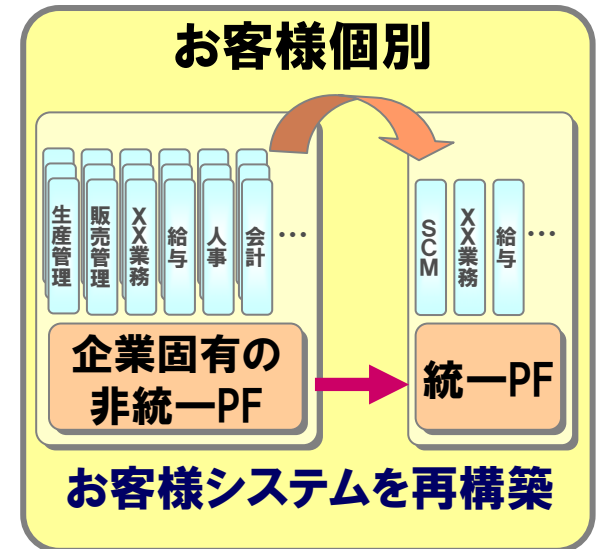 お客様個別
生産管理
販売管理
XX業務
給与
人事
会計
…
SCM
XX業務
給与
…
企業固有の
非統一PF
統一PF
お客様システムを再構築